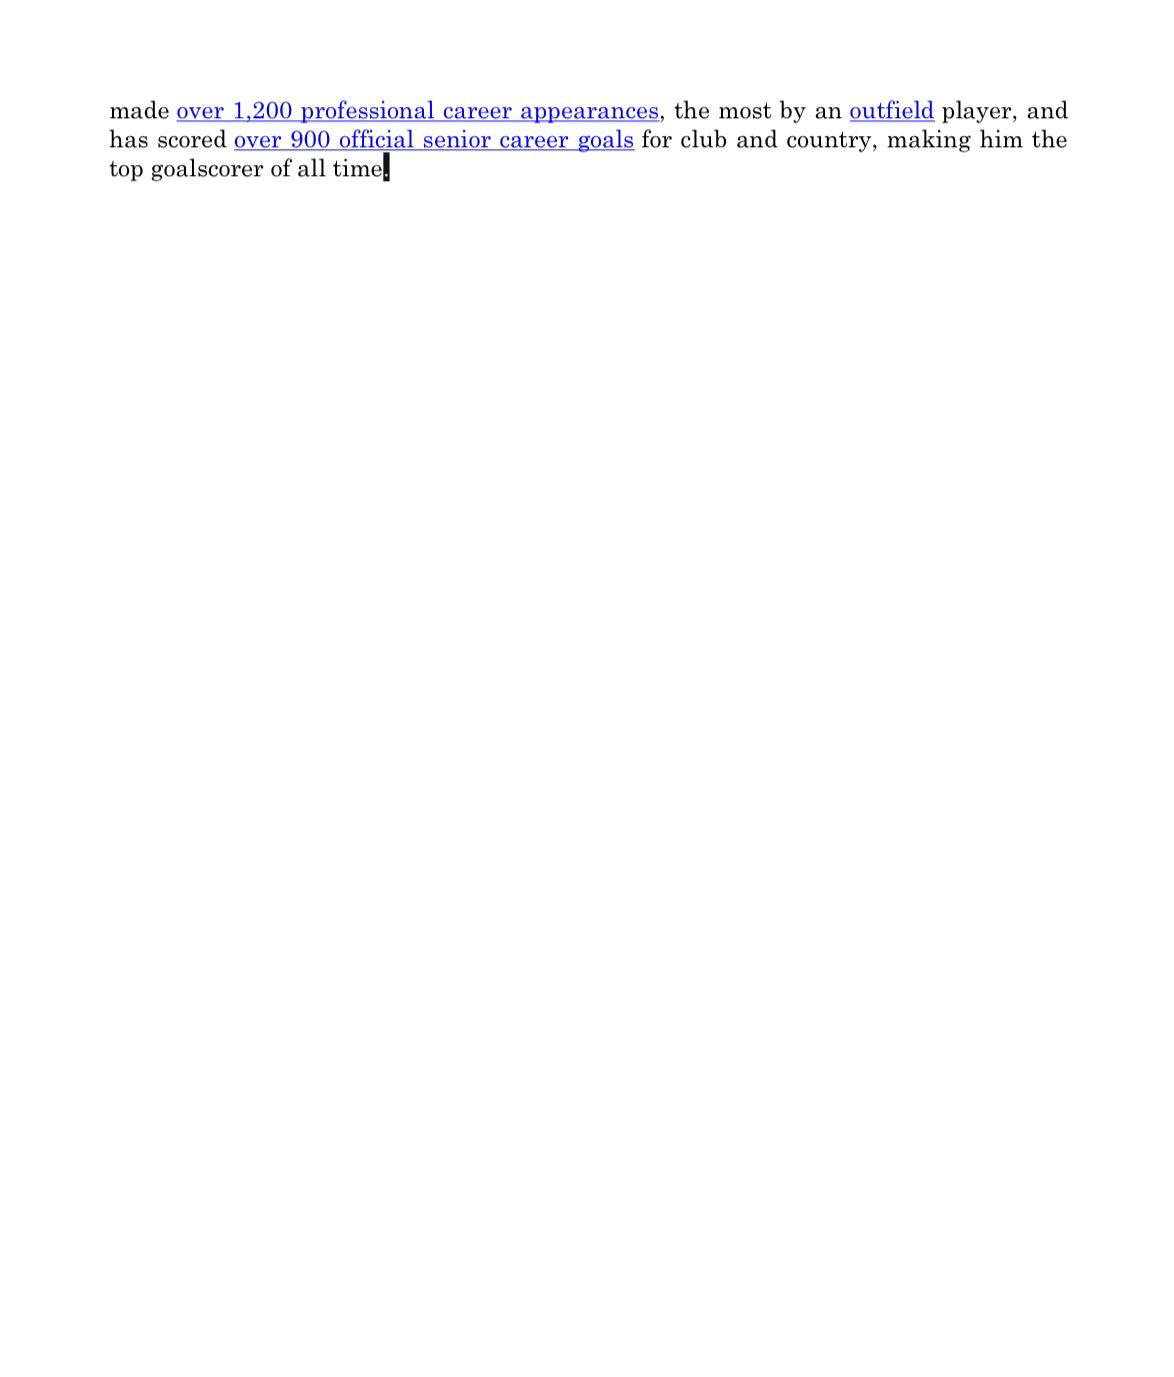 made over 1,200 professional career appearances, the most by an outfield player, and
has scored over 900 official senior career goals for club and country, making him the
top goalscorer of all time.